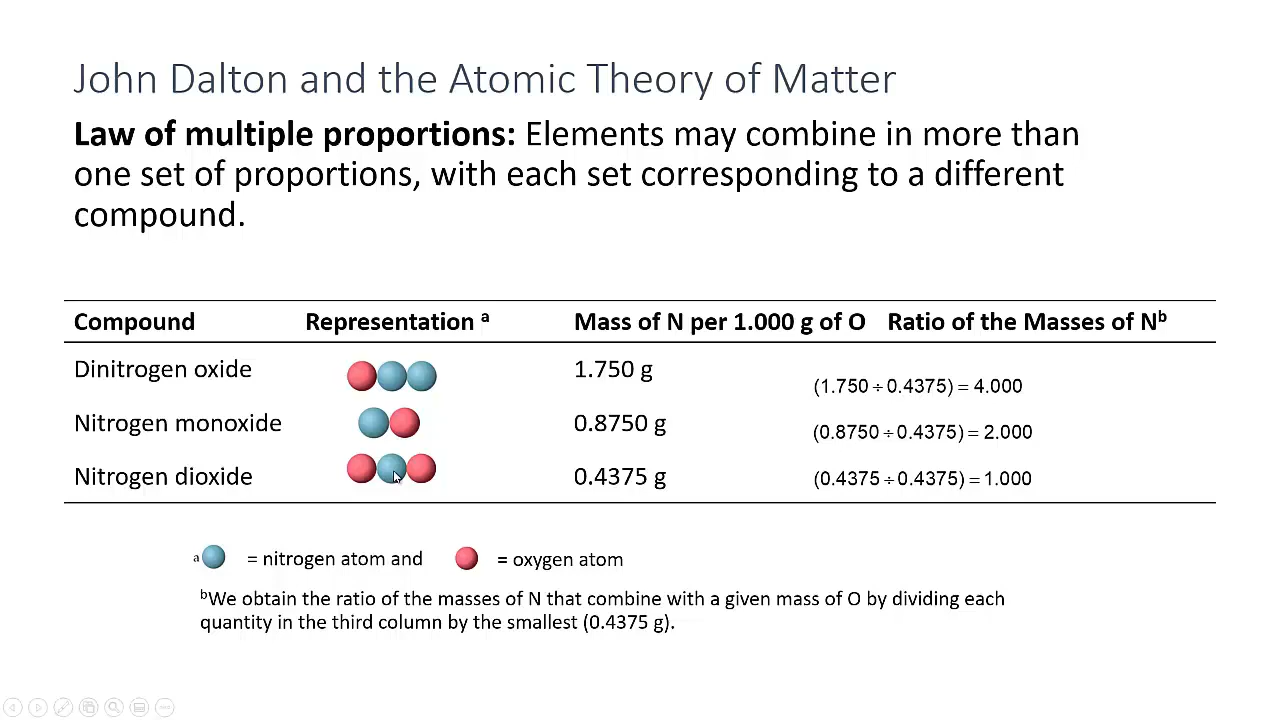 John Dalton and the Atomic Theory of Matter
Law of multiple proportions: Elements may combine in more than
one set of proportions, with each set corresponding to a different
compound.
Compound Representation ᵃ Mass of N per 1.000 g of O Ratio of the Masses of Nᵇ
Dinitrogen oxide 1.750 g (1.750 ÷ 0.4375) = 4.000
Nitrogen monoxide 0.8750 g (0.8750 ÷ 0.4375) = 2.000
Nitrogen dioxide 0.4375 g (0.4375 ÷ 0.4375) = 1.000
ᵃ = nitrogen atom and = oxygen atom
ᵇWe obtain the ratio of the masses of N that combine with a given mass of O by dividing each
quantity in the third column by the smallest (0.4375 g).